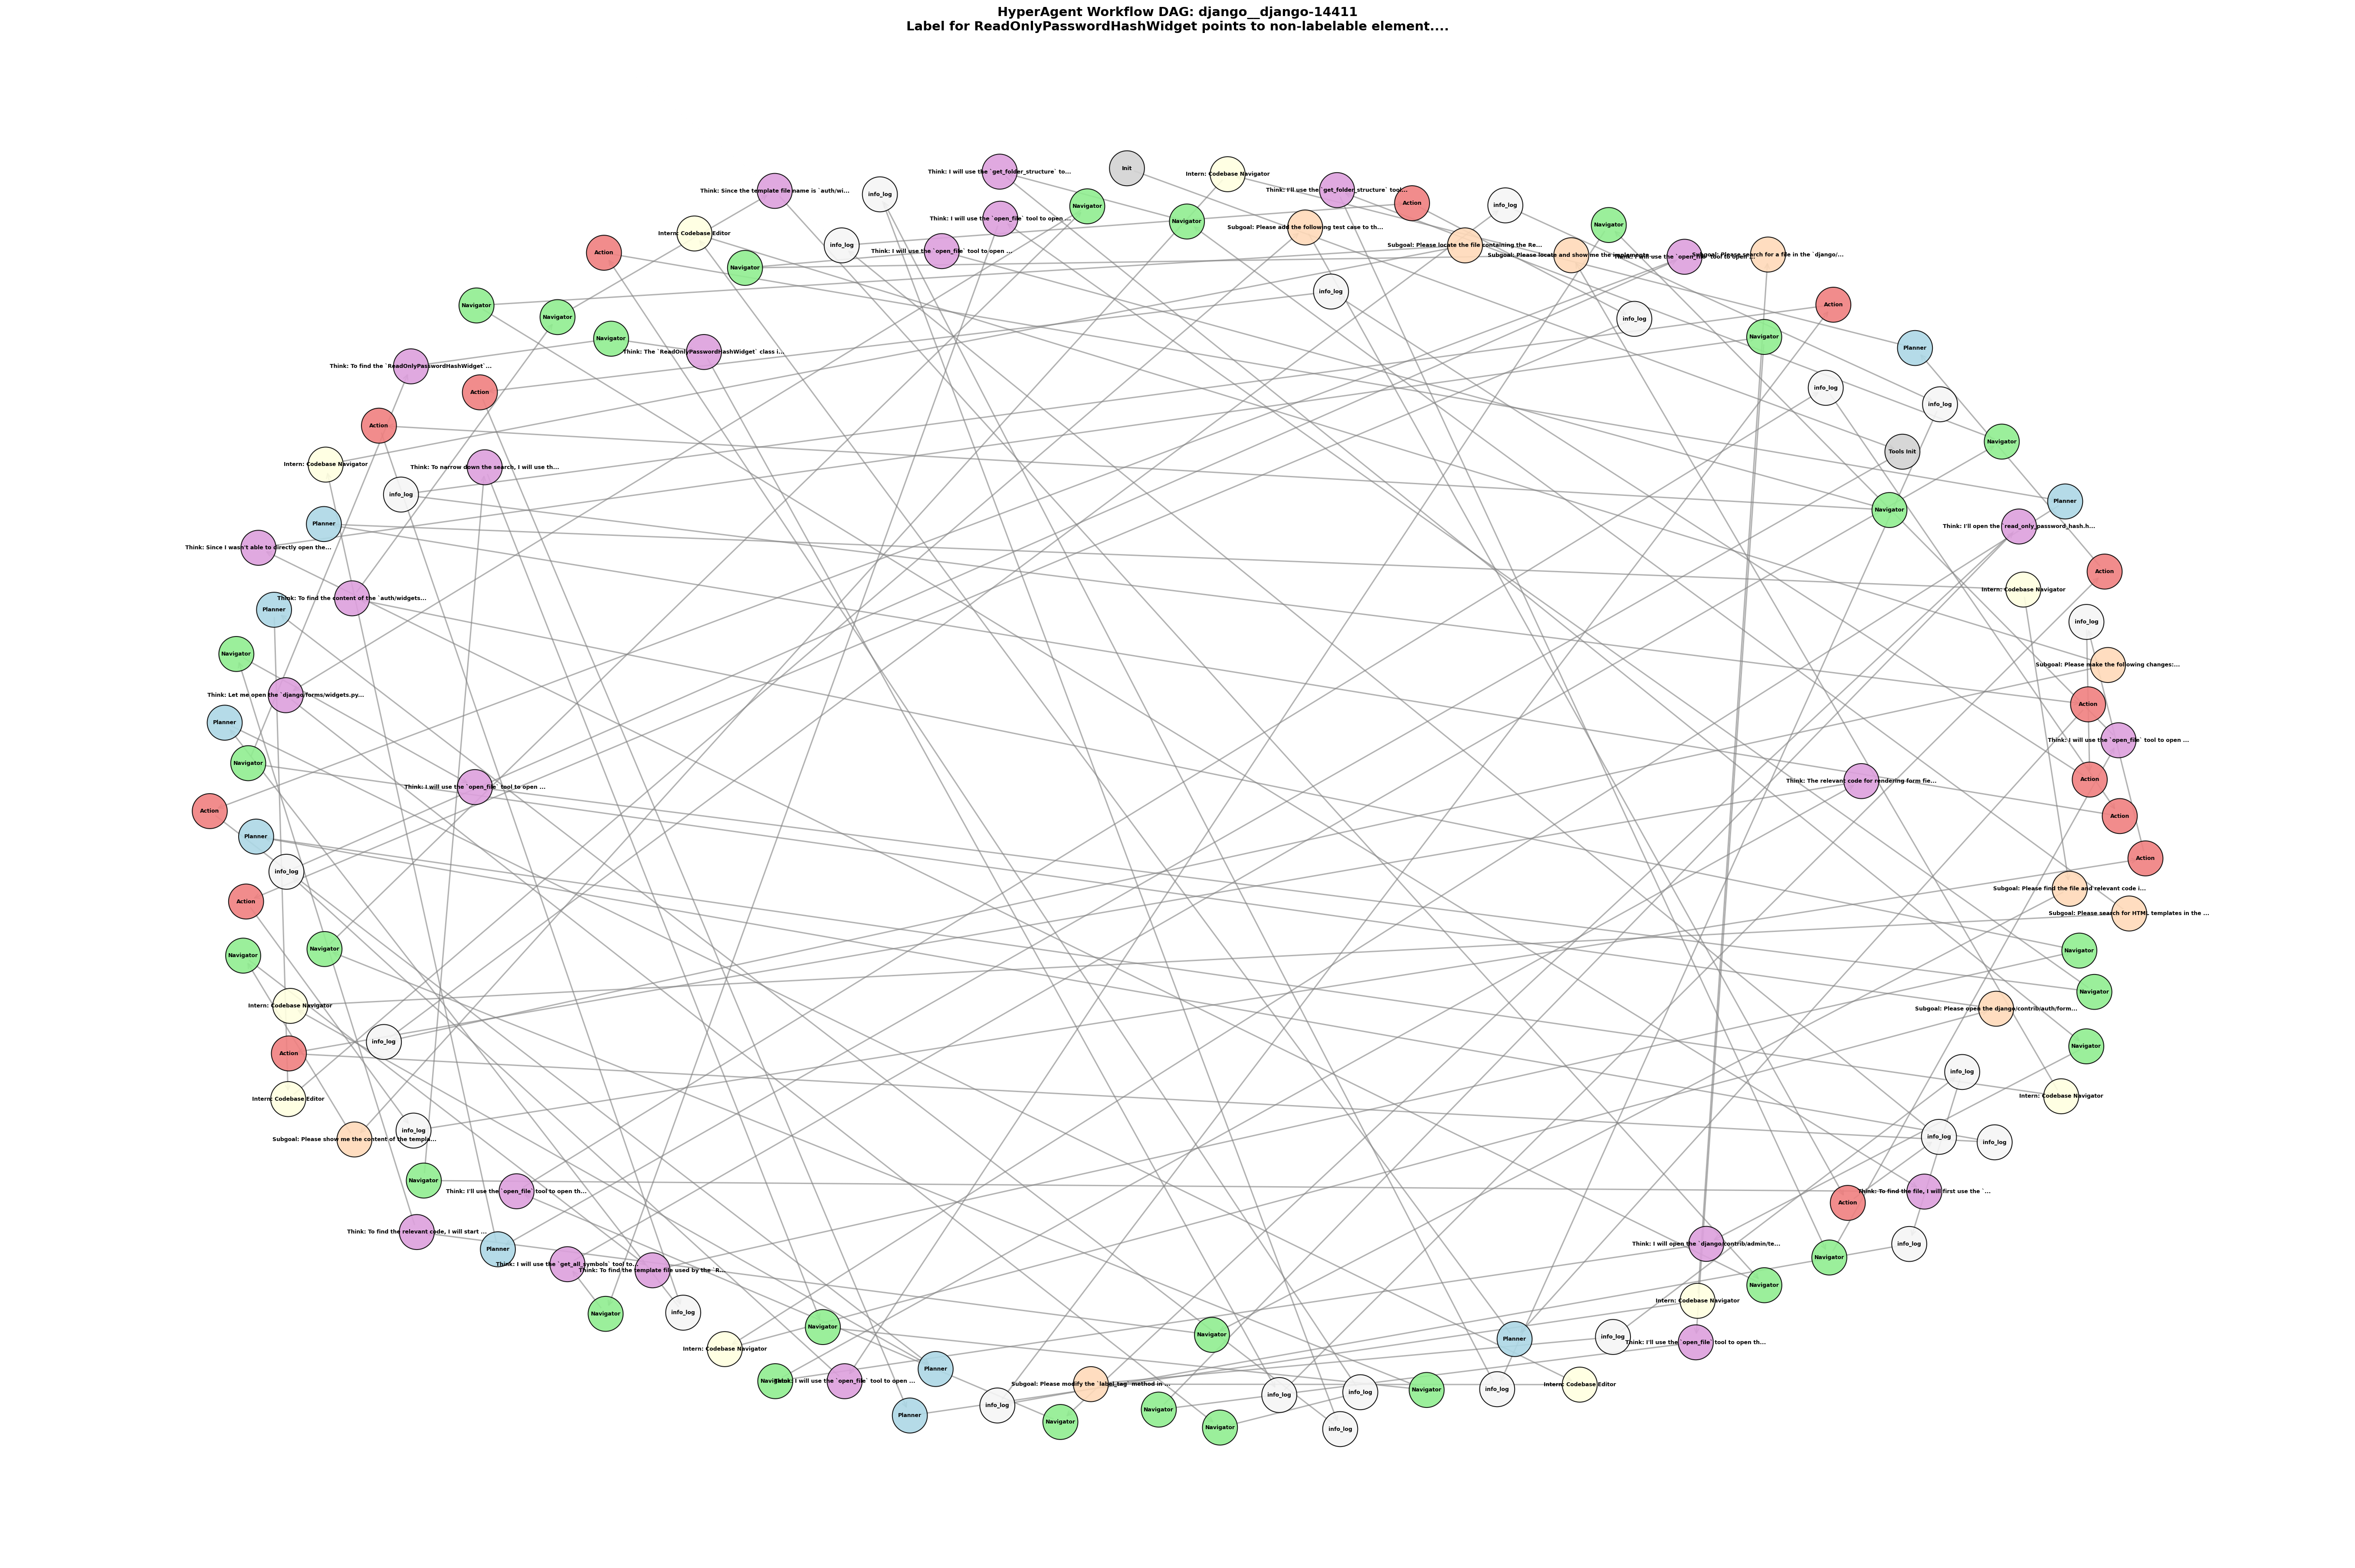 HyperAgent Workflow DAG: django__django-14411
Label for ReadOnlyPasswordHashWidget points to non-labelable element....
Init
Think: I will use the `get_folder_structure` to...
Intern: Codebase Navigator
Think: I'll use the `get_folder_structure` tool...
Think: Since the template file name is `auth/wi...
info_log
Action
info_log
Navigator
Think: I will use the `open_file` tool to open ...
Navigator
Navigator
Subgoal: Please add the following test case to th...
Intern: Codebase Editor
info_log
Subgoal: Please locate the file containing the Re...
Action
Think: I will use the `open_file` tool to open ...
Subgoal: Please locate and show me the
Subgoal: Please search for a file in the `django/...
Navigator
info_log
Navigator
Action
Navigator
info_log
Navigator
Navigator
Think: The `ReadOnlyPasswordHashWidget` class i...
Planner
Think: To find the `ReadOnlyPasswordHashWidget`...
Action
info_log
info_log
Action
Navigator
Tools Init
Intern: Codebase Navigator
Think: To narrow down the search, I will use th...
info_log
Planner
Navigator
Planner
Think: I'll open the `read_only_password_hash.h...
Think: Since I wasn't able to directly open the...
Action
Intern: Codebase Navigator
Think: To find the content of the `auth/widgets...
Planner
info_log
Navigator
Subgoal: Please make the following changes:...
Think: Let me open the `django/forms/widgets.py...
Action
Planner
Think: I will use the `open_file` tool to open ...
Navigator
Action
Think: The relevant code for rendering form fie...
Think: I will use the `open_file` tool to open ...
Action
Action
Planner
Action
info_log
Subgoal: Please find the file and relevant code i...
Action
Subgoal: Please search for HTML templates in the ...
Navigator
Navigator
Navigator
Navigator
Intern: Codebase Navigator
Subgoal: Please open the django/contrib/auth/form...
info_log
Navigator
Action
info_log
Intern: Codebase Editor
Intern: Codebase Navigator
info_log
Subgoal: Please show me the content of the templa...
info_log
info_log
Navigator
Think: I'll use the `open_file` tool to open th...
Think: To find the file, I will first use the `...
Action
Think: To find the relevant code, I will start ...
Planner
Think: I will open the `django/contrib/admin/te...
info_log
Navigator
Think: I will use the `get_all_symbols` tool to...
Think: To find the template file used by the `R...
Navigator
Intern: Codebase Navigator
Navigator
info_log
Navigator
Navigator
Planner
info_log
Think: I'll use the `open_file` tool to open th...
Intern: Codebase Navigator
Planner
Navigator
Think: I will use the `open_file` tool to open ...
Subgoal: Please modify the `label_tag` method in ...
Intern: Codebase Editor
info_log
Navigator
info_log
info_log
info_log
Navigator
Planner
Navigator
Navigator
info_log